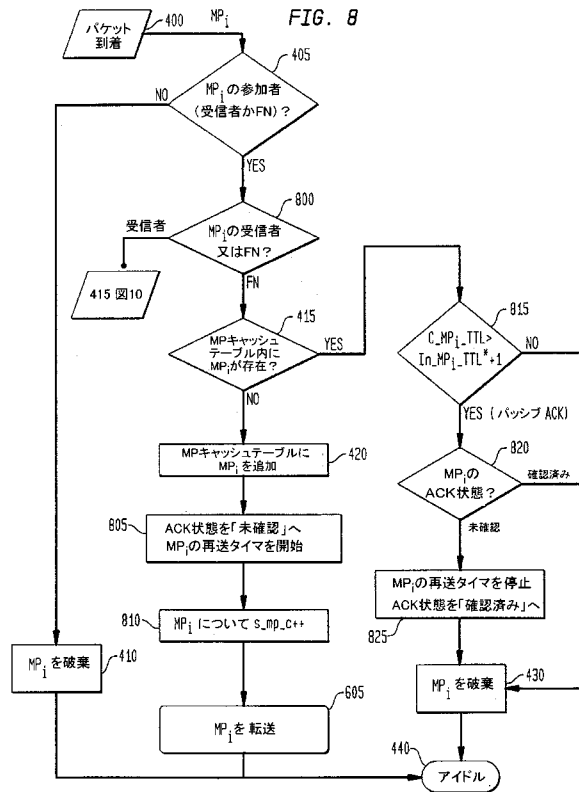 FIG. 8
パケット
到着
400
MPi
405
MPiの参加者
(受信者かFN)?
NO
YES
800
MPiの受信者
又はFN?
受信者
FN
415 図10
415
MPキャッシュ
テーブル内に
MPiが存在?
YES
NO
815
C_MPi_TTL>
In_MPi_TTL*+1
NO
YES (パッシブACK)
MPキャッシュテーブルに
MPiを追加
420
820
MPiの
ACK状態?
確認済み
未確認
805
ACK状態を「未確認」へ
MPiの再送タイマを開始
MPiの再送タイマを停止
ACK状態を「確認済み」へ
825
810
MPiについて s_mp_c++
MPiを破棄
410
605
MPiを転送
MPiを破棄
430
440
アイドル